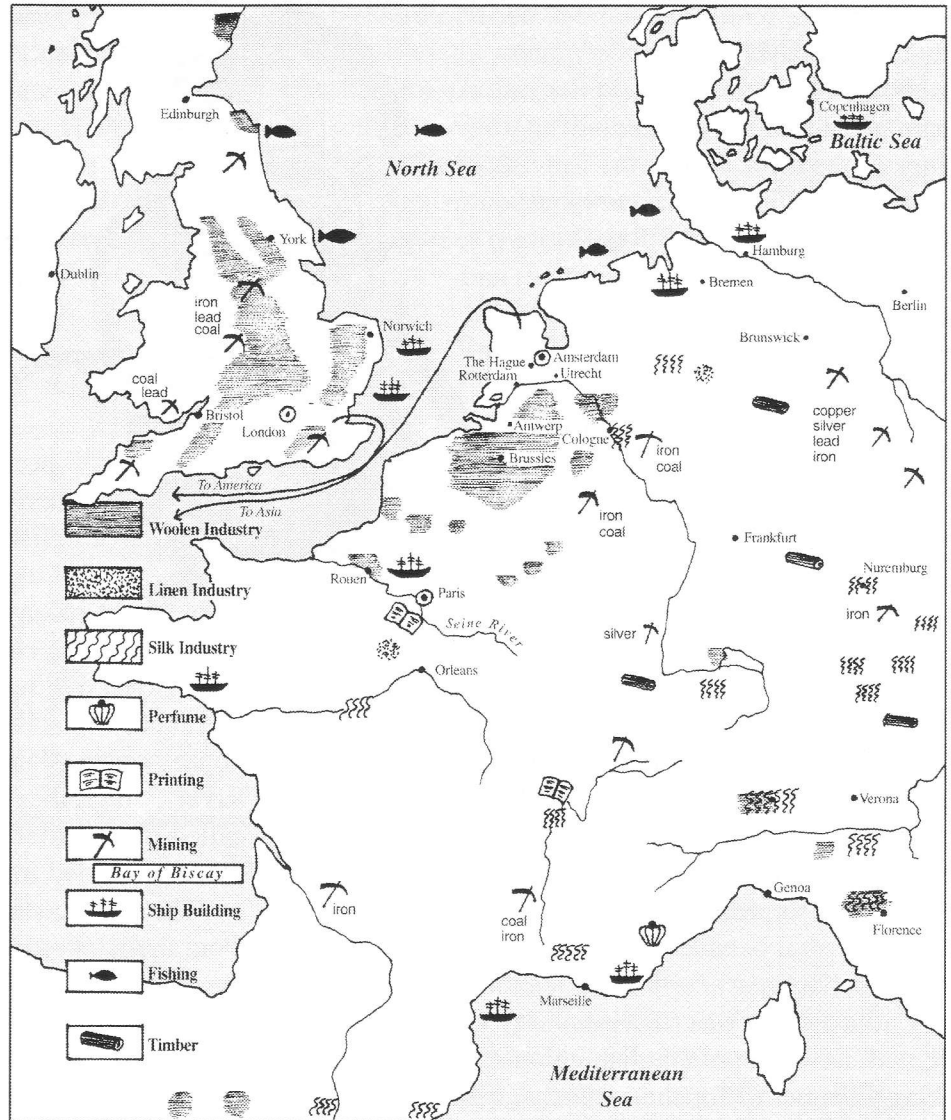 Edinburgh
Copenhagen
North Sea
Baltic Sea
York
Hamburg
Dublin
Bremen
Berlin
iron
lead
coal
Norwich
Brunswick
The Hague
Amsterdam
Rotterdam
Utrecht
coal
lead
Bristol
London
Antwerp
Cologne
copper
silver
lead
iron
iron
coal
Brussles
To America
To Asia
iron
coal
Woolen Industry
Frankfurt
Rouen
Nuremburg
Linen Industry
Paris
iron
Seine River
silver
Silk Industry
Orleans
Perfume
Printing
Verona
Mining
Bay of Biscay
Genoa
Ship Building
iron
coal
iron
Florence
Fishing
Marseille
Timber
Mediterranean
Sea